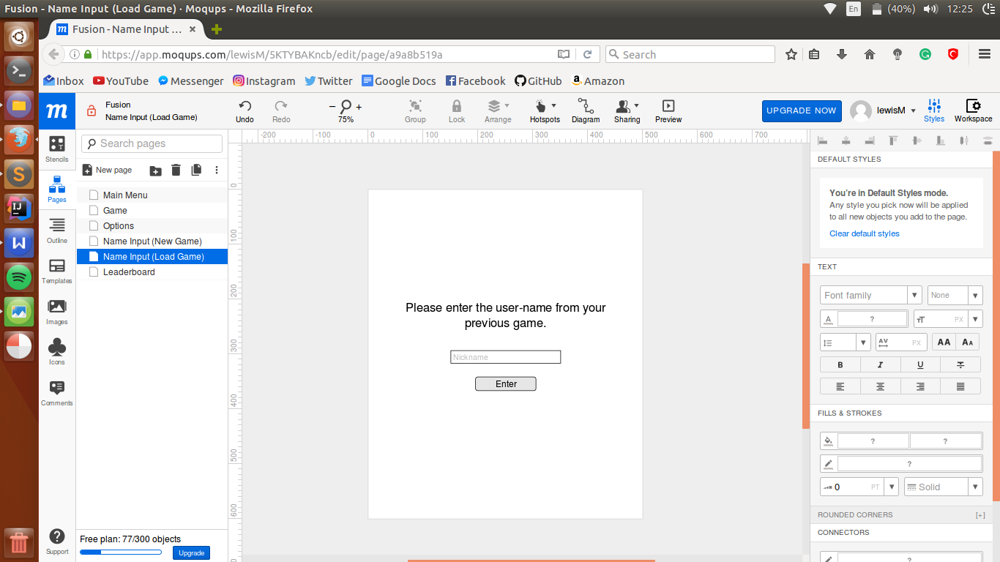 Fusion - Name Input (Load Game) · Moqups - Mozilla Firefox
En (40%) 12:25
Fusion - Name Input ...
https://app.moqups.com/lewisM/5KTYBAKncb/edit/page/a9a8b519a
Search
Inbox YouTube Messenger Instagram Twitter Google Docs Facebook GitHub Amazon
m
Fusion
Name Input (Load Game)
Undo Redo 75% Group Lock Arrange Hotspots Diagram Sharing Preview
UPGRADE NOW
lewisM
Styles Workspace
Stencils
Pages
Outline
Templates
Images
Icons
Comments
Support
Search pages
New page
Main Menu
Game
Options
Name Input (New Game)
Name Input (Load Game)
Leaderboard
Free plan: 77/300 objects
Upgrade
-200 -100 0 100 200 300 400 500 600 700
0
100
200
300
400
500
600
Please enter the user-name from your
previous game.
Nickname
Enter
DEFAULT STYLES
You're in Default Styles mode.
Any style you pick now will be applied
to all new objects you add to the page.
Clear default styles
TEXT
Font family None
A ? TT PX
AV PX AA AA
B I U T
FILLS & STROKES
? ?
?
0 PT Solid
ROUNDED CORNERS [+]
CONNECTORS
?